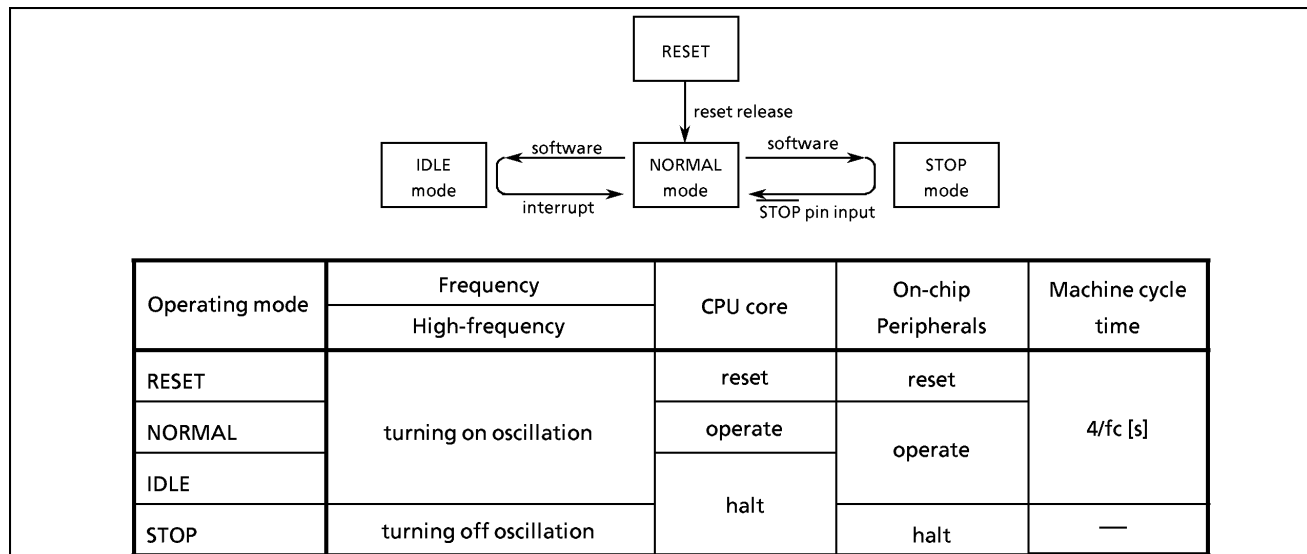 RESET
reset release
software
software
IDLE
mode
NORMAL
mode
STOP
mode
interrupt
STOP pin input
Operating mode
Frequency
High-frequency
CPU core
On-chip
Peripherals
Machine cycle
time
RESET
turning on oscillation
reset
reset
4/fc [s]
NORMAL
operate
operate
IDLE
halt
STOP
turning off oscillation
halt
—